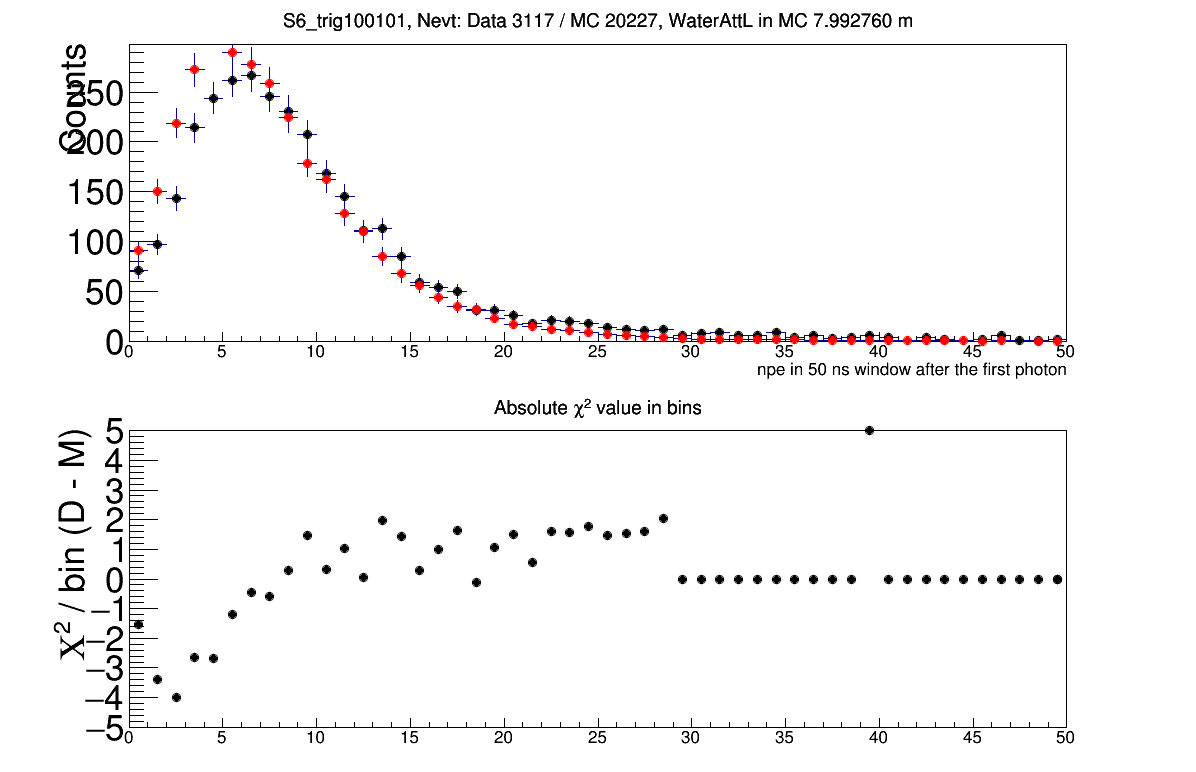 S6_trig100101, Nevt: Data 3117 / MC 20227, WaterAttL in MC 7.992760 m
Counts
250
200
150
100
50
0
0 5 10 15 20 25 30 35 40 45 50
npe in 50 ns window after the first photon
Absolute χ² value in bins
X² / bin (D - M)
5
4
3
2
1
0
−1
−2
−3
−4
−5
0 5 10 15 20 25 30 35 40 45 50